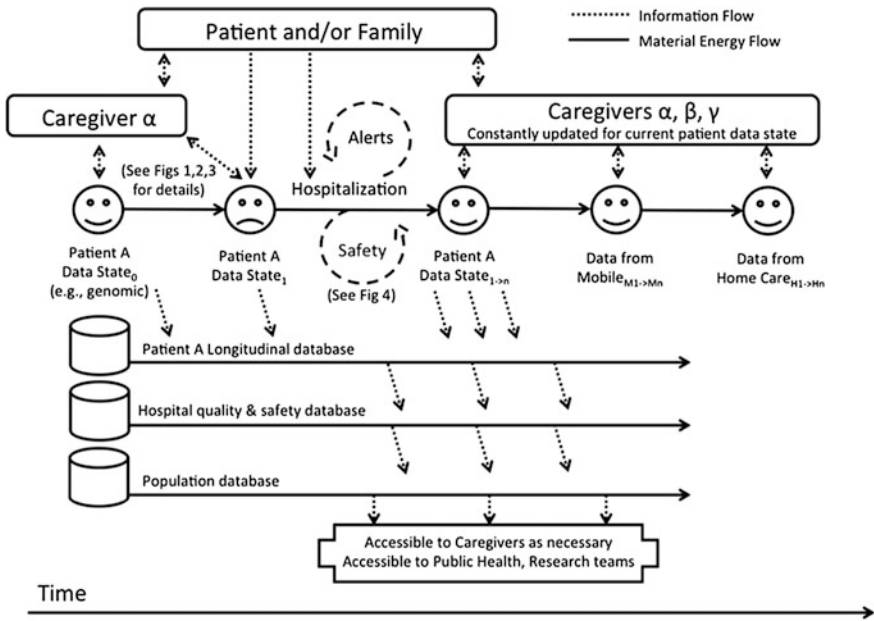 Patient and/or Family
Information Flow
Material Energy Flow
Caregiver α
Caregivers α, β, γ
Constantly updated for current patient data state
Alerts
(See Figs 1,2,3
for details)
Hospitalization
Safety
(See Fig 4)
Patient A
Data State0
(e.g., genomic)
Patient A
Data State1
Patient A
Data State1->n
Data from
MobileM1->Mn
Data from
Home CareH1->Hn
Patient A Longitudinal database
Hospital quality & safety database
Population database
Accessible to Caregivers as necessary
Accessible to Public Health, Research teams
Time